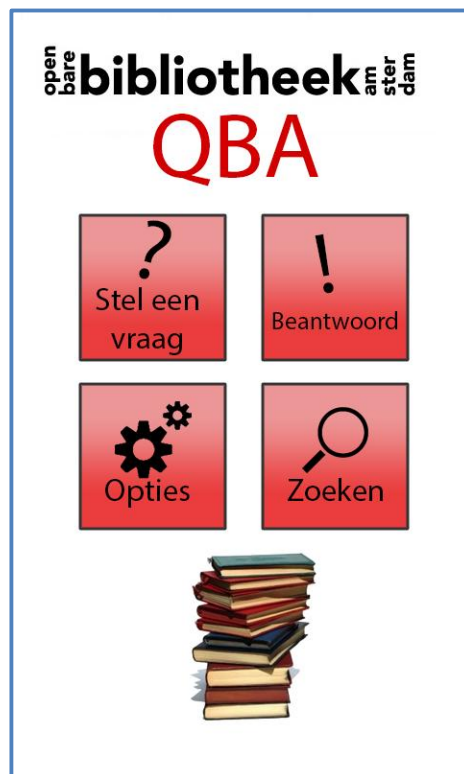 open
bare
bibliotheek
am
ster
dam
QBA
?
Stel een
vraag
!
Beantwoord
Opties
Zoeken